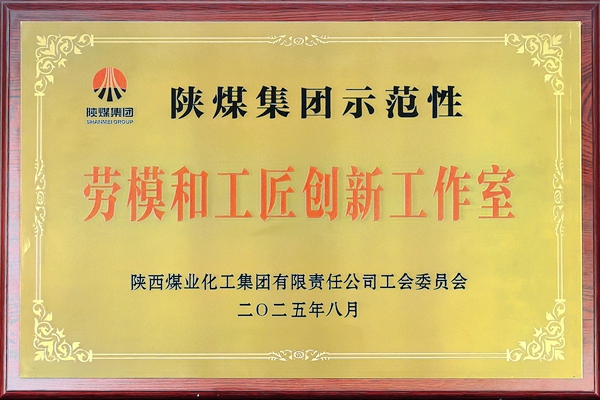 陕煤集团
SHANMEI GROUP
陕煤集团示范性
劳模和工匠创新工作室
陕西煤业化工集团有限责任公司工会委员会
二〇二五年八月